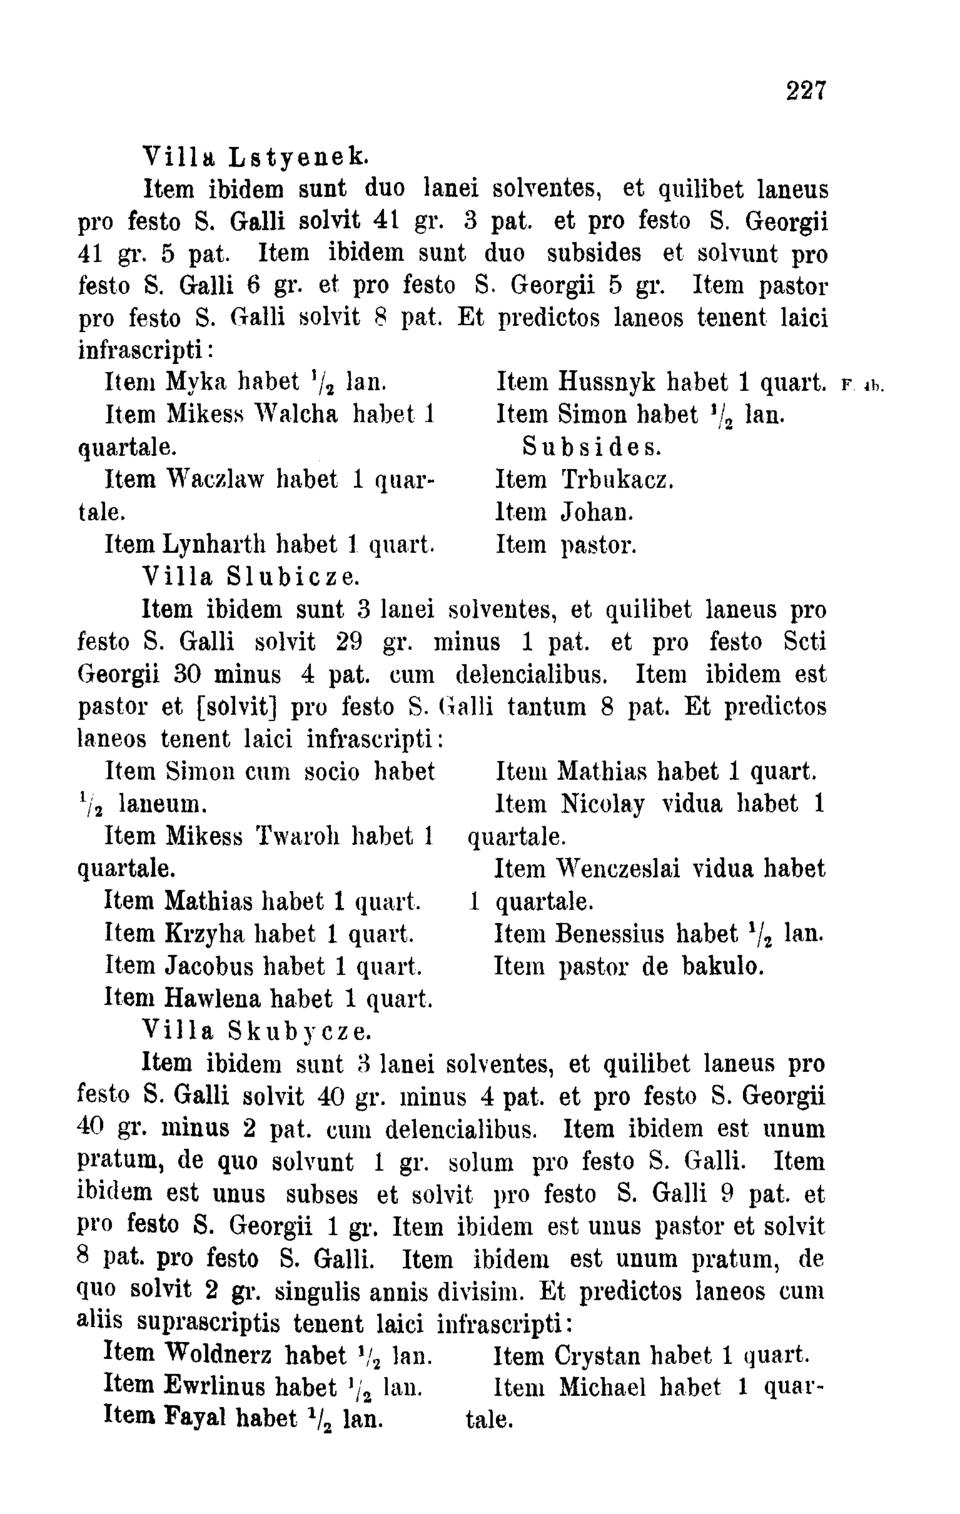 227
Villa Lstyenek.
Item ibidem sunt duo lanei solventes, et quilibet laneus
pro festo S. Galli solvit 41 gr. 3 pat. et pro festo S. Georgii
41 gr. 5 pat. Item ibidem sunt duo subsides et solvunt pro
festo S. Galli 6 gr. et pro festo S. Georgii 5 gr. Item pastor
pro festo S. Galli solvit 8 pat. Et predictos laneos tenent laici
infrascripti:
Item Myka habet 1/2 lan.
Item Mikess Walcha habet 1
quartale.
Item Waczlaw habet 1 quar-
tale.
Item Lynharth habet 1 quart.
Item Hussnyk habet 1 quart. F. 4b.
Item Simon habet 1/2 lan.
Subsides.
Item Trbukacz.
Item Johan.
Item pastor.
Villa Slubicze.
Item ibidem sunt 3 lanei solventes, et quilibet laneus pro
festo S. Galli solvit 29 gr. minus 1 pat. et pro festo Scti
Georgii 30 minus 4 pat. cum delencialibus. Item ibidem est
pastor et [solvit] pro festo S. Galli tantum 8 pat. Et predictos
laneos tenent laici infrascripti:
Item Simon cum socio habet
1/2 laneum.
Item Mikess Twaroh habet 1
quartale.
Item Mathias habet 1 quart.
Item Krzyha habet 1 quart.
Item Jacobus habet 1 quart.
Item Hawlena habet 1 quart.
Item Mathias habet 1 quart.
Item Nicolay vidua habet 1
quartale.
Item Wenczeslai vidua habet
1 quartale.
Item Benessius habet 1/2 lan.
Item pastor de bakulo.
Villa Skubycze.
Item ibidem sunt 3 lanei solventes, et quilibet laneus pro
festo S. Galli solvit 40 gr. minus 4 pat. et pro festo S. Georgii
40 gr. minus 2 pat. cum delencialibus. Item ibidem est unum
pratum, de quo solvunt 1 gr. solum pro festo S. Galli. Item
ibidem est unus subses et solvit pro festo S. Galli 9 pat. et
pro festo S. Georgii 1 gr. Item ibidem est unus pastor et solvit
8 pat. pro festo S. Galli. Item ibidem est unum pratum, de
quo solvit 2 gr. singulis annis divisim. Et predictos laneos cum
aliis suprascriptis tenent laici infrascripti:
Item Woldnerz habet 1/2 lan.
Item Ewrlinus habet 1/2 lan.
Item Fayal habet 1/2 lan.
Item Crystan habet 1 quart.
Item Michael habet 1 quar-
tale.